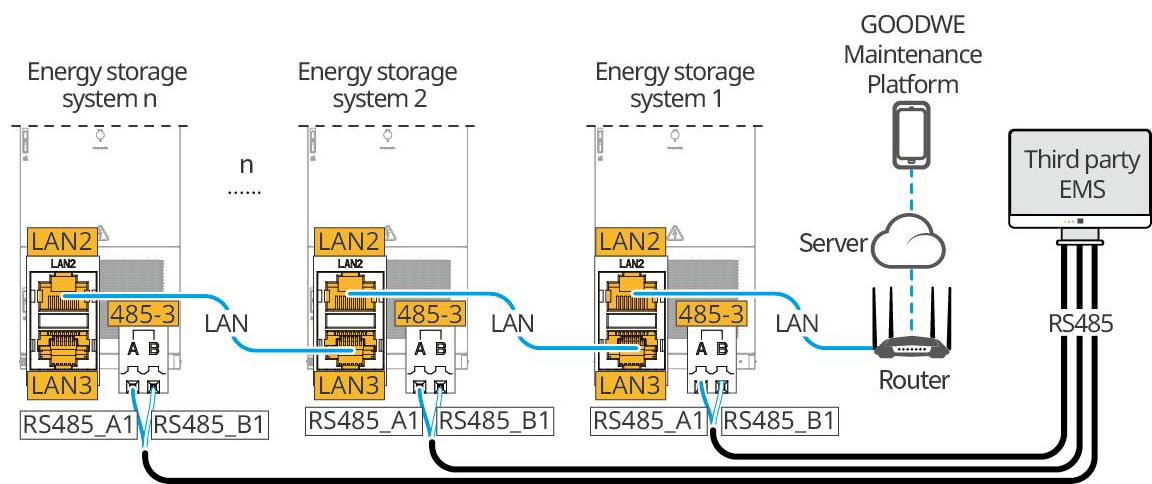 GOODWE
Maintenance
Platform
Energy storage
system n
Energy storage
system 2
Energy storage
system 1
n
......
Third party
EMS
LAN2
LAN2
LAN2
LAN2
LAN2
LAN2
Server
485-3
485-3
485-3
LAN
LAN
LAN
RS485
A B
A B
A B
LAN3
LAN3
LAN3
Router
RS485_A1
RS485_B1
RS485_A1
RS485_B1
RS485_A1
RS485_B1